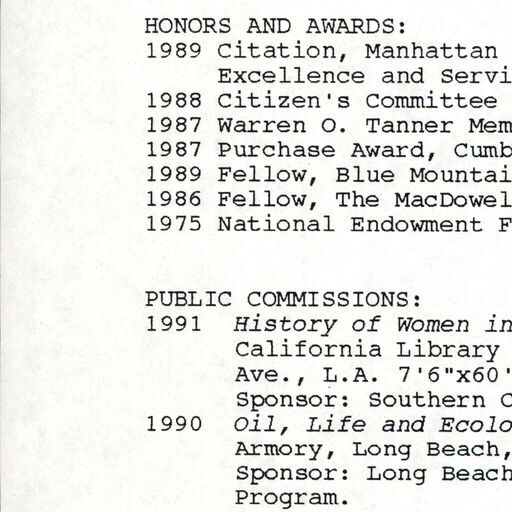 HONORS AND AWARDS:
1989 Citation, Manhattan
Excellence and Servi
1988 Citizen's Committee
1987 Warren O. Tanner Mem
1987 Purchase Award, Cumb
1989 Fellow, Blue Mountai
1986 Fellow, The MacDowel
1975 National Endowment F
PUBLIC COMMISSIONS:
1991 History of Women in
California Library
Ave., L.A. 7'6"x60'
Sponsor: Southern C
1990 Oil, Life and Ecolo
Armory, Long Beach,
Sponsor: Long Beach
Program.